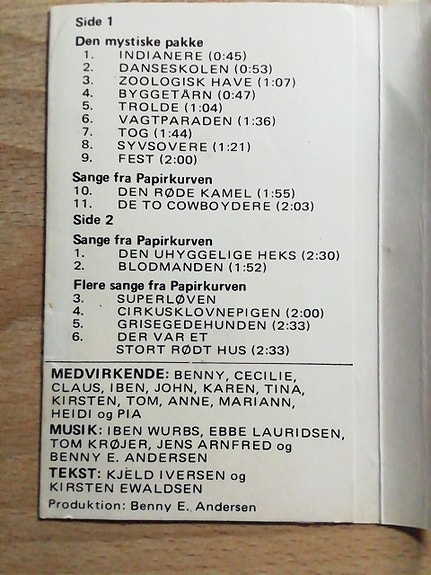 Side 1
Den mystiske pakke
1. INDIANERE (0:45)
2. DANSESKOLEN (0:53)
3. ZOOLOGISK HAVE (1:07)
4. BYGGETÅRN (0:47)
5. TROLDE (1:04)
6. VAGTPARADEN (1:36)
7. TOG (1:44)
8. SYVSOVERE (1:21)
9. FEST (2:00)
Sange fra Papirkurven
10. DEN RØDE KAMEL (1:55)
11. DE TO COWBOYDERE (2:03)
Side 2
Sange fra Papirkurven
1. DEN UHYGGELIGE HEKS (2:30)
2. BLODMANDEN (1:52)
Flere sange fra Papirkurven
3. SUPERLØVEN
4. CIRKUSKLOVNEPIGEN (2:00)
5. GRISEGEDEHUNDEN (2:33)
6. DER VAR ET
STORT RØDT HUS (2:33)
MEDVIRKENDE: BENNY, CECILIE,
CLAUS, IBEN, JOHN, KAREN, TINA,
KIRSTEN, TOM, ANNE, MARIANN,
HEIDI og PIA
MUSIK: IBEN WURBS, EBBE LAURIDSEN,
TOM KRØJER, JENS ARNFRED og
BENNY E. ANDERSEN
TEKST: KJELD IVERSEN og
KIRSTEN EWALDSEN
Produktion: Benny E. Andersen